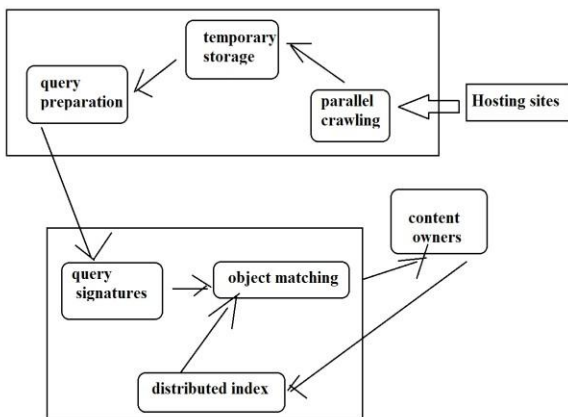 temporary
storage
query
preparation
parallel
crawling
Hosting sites
content
owners
query
signatures
object matching
distributed index